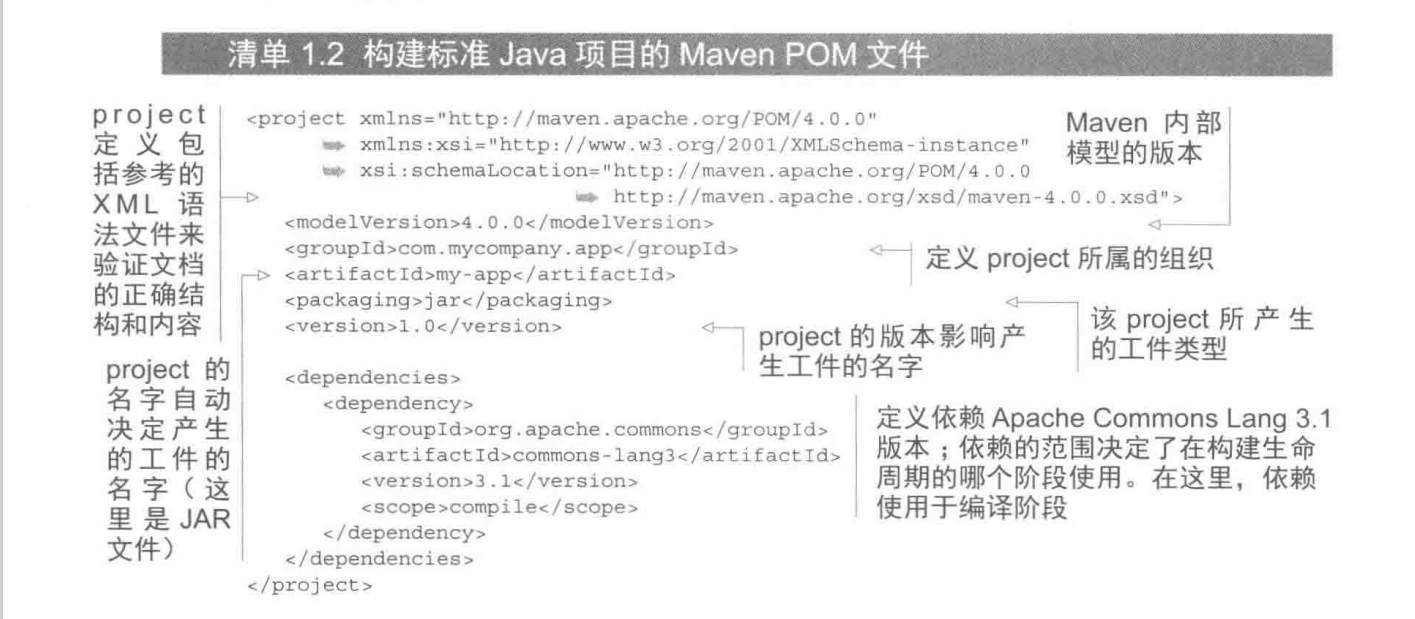 清单 1.2 构建标准 Java 项目的 Maven POM 文件
project
定义包
括参考的
XML 语
法文件来
验证文档
的正确结
构和内容
<project xmlns="http://maven.apache.org/POM/4.0.0"
xmlns:xsi="http://www.w3.org/2001/XMLSchema-instance"
xsi:schemaLocation="http://maven.apache.org/POM/4.0.0
http://maven.apache.org/xsd/maven-4.0.0.xsd">
<modelVersion>4.0.0</modelVersion>
<groupId>com.mycompany.app</groupId>
<artifactId>my-app</artifactId>
<packaging>jar</packaging>
<version>1.0</version>
Maven 内部
模型的版本
定义 project 所属的组织
该 project 所产生
的工件类型
project 的版本影响产
生工件的名字
project 的
名字自动
决定产生
的工件的
名字（这
里是 JAR
文件）
<dependencies>
<dependency>
<groupId>org.apache.commons</groupId>
<artifactId>commons-lang3</artifactId>
<version>3.1</version>
<scope>compile</scope>
</dependency>
</dependencies>
</project>
定义依赖 Apache Commons Lang 3.1
版本；依赖的范围决定了在构建生命
周期的哪个阶段使用。在这里，依赖
使用于编译阶段